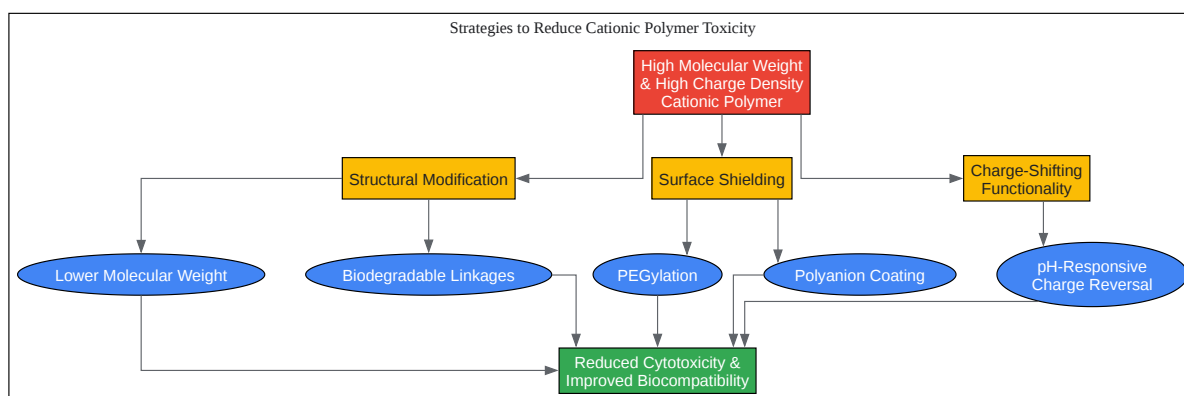 Strategies to Reduce Cationic Polymer Toxicity
High Molecular Weight
& High Charge Density
Cationic Polymer
Structural Modification
Surface Shielding
Charge-Shifting
Functionality
Lower Molecular Weight
Biodegradable Linkages
PEGylation
Polyanion Coating
pH-Responsive
Charge Reversal
Reduced Cytotoxicity &
Improved Biocompatibility